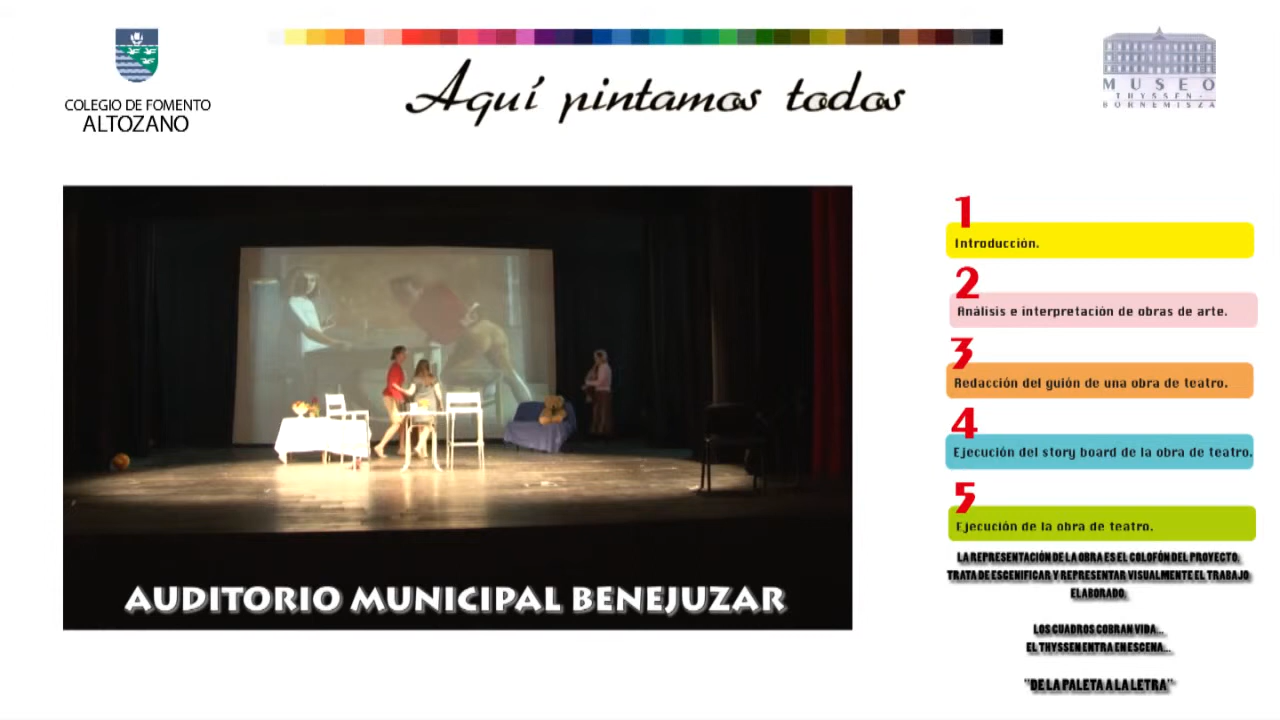 COLEGIO DE FOMENTO
ALTOZANO
Aquí pintamos todos
MUSEO
THYSSEN-
BORNEMISZA
AUDITORIO MUNICIPAL BENEJUZAR
1
Introducción.
2
Análisis e interpretación de obras de arte.
3
Redacción del guión de una obra de teatro.
4
Ejecución del story board de la obra de teatro.
5
Ejecución de la obra de teatro.
LA REPRESENTACIÓN DE LA OBRA ES EL COLOFÓN DEL PROYECTO.
TRATA DE ESCENIFICAR Y REPRESENTAR VISUALMENTE EL TRABAJO
ELABORADO.
LOS CUADROS COBRAN VIDA...
EL THYSSEN ENTRA EN ESCENA...
"DE LA PALETA A LA LETRA"